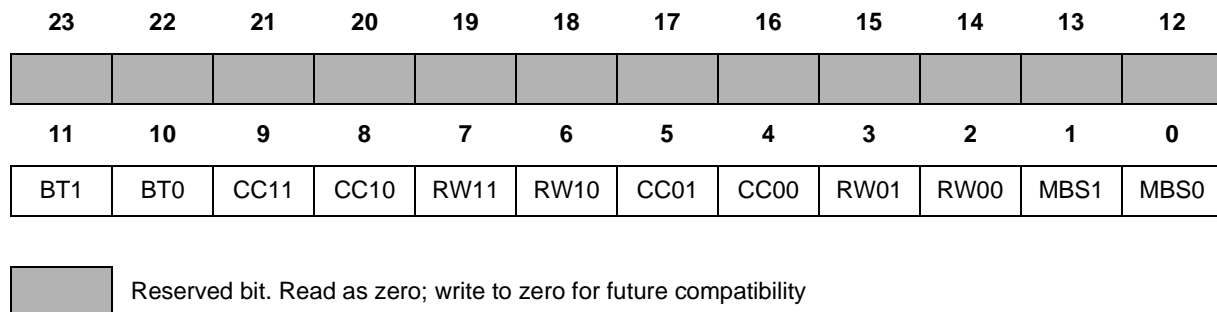 23 22 21 20 19 18 17 16 15 14 13 12
11 10 9 8 7 6 5 4 3 2 1 0
BT1 BT0 CC11 CC10 RW11 RW10 CC01 CC00 RW01 RW00 MBS1 MBS0
Reserved bit. Read as zero; write to zero for future compatibility